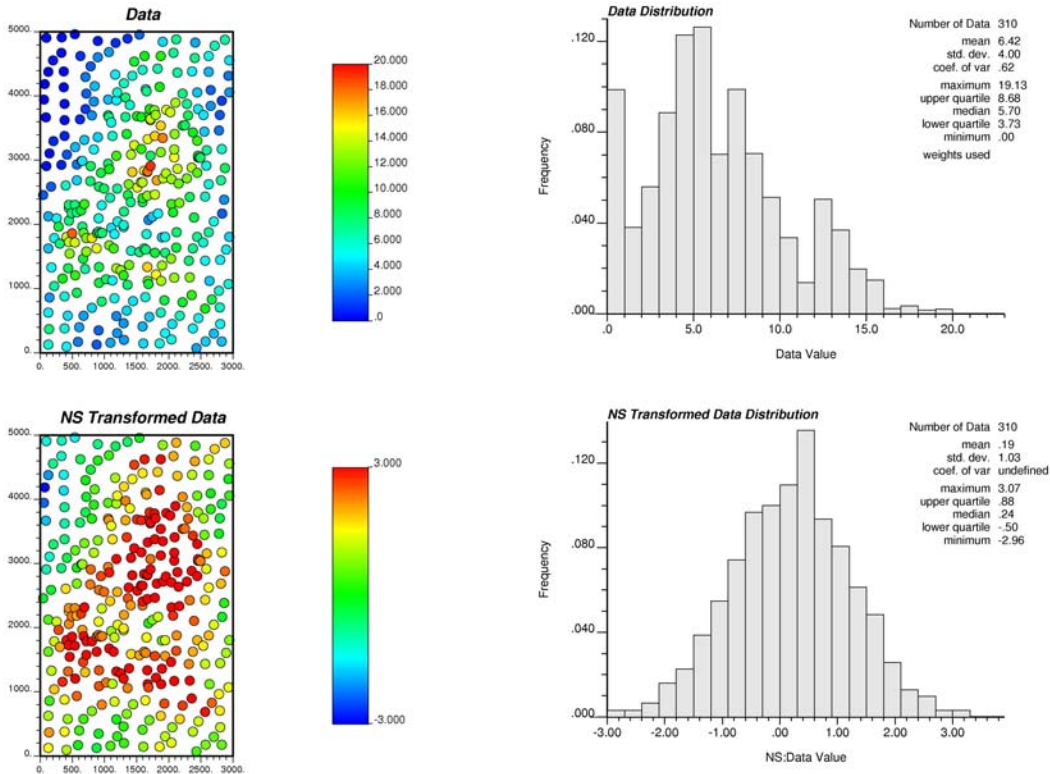 Data
5000.
4000.
3000.
2000.
1000.
0.
0. 500. 1000. 1500. 2000. 2500. 3000.
20.000
18.000
16.000
14.000
12.000
10.000
8.000
6.000
4.000
2.000
.0
Data Distribution
Frequency
.120
.080
.040
.000
.0 5.0 10.0 15.0 20.0
Data Value
Number of Data 310
mean 6.42
std. dev. 4.00
coef. of var .62
maximum 19.13
upper quartile 8.68
median 5.70
lower quartile 3.73
minimum .00
weights used
NS Transformed Data
5000.
4000.
3000.
2000.
1000.
0.
0. 500. 1000. 1500. 2000. 2500. 3000.
3.000
-3.000
NS Transformed Data Distribution
Frequency
.120
.080
.040
.000
-3.00 -2.00 -1.00 .00 1.00 2.00 3.00
NS:Data Value
Number of Data 310
mean .19
std. dev. 1.03
coef. of var undefined
maximum 3.07
upper quartile .88
median .24
lower quartile -.50
minimum -2.96